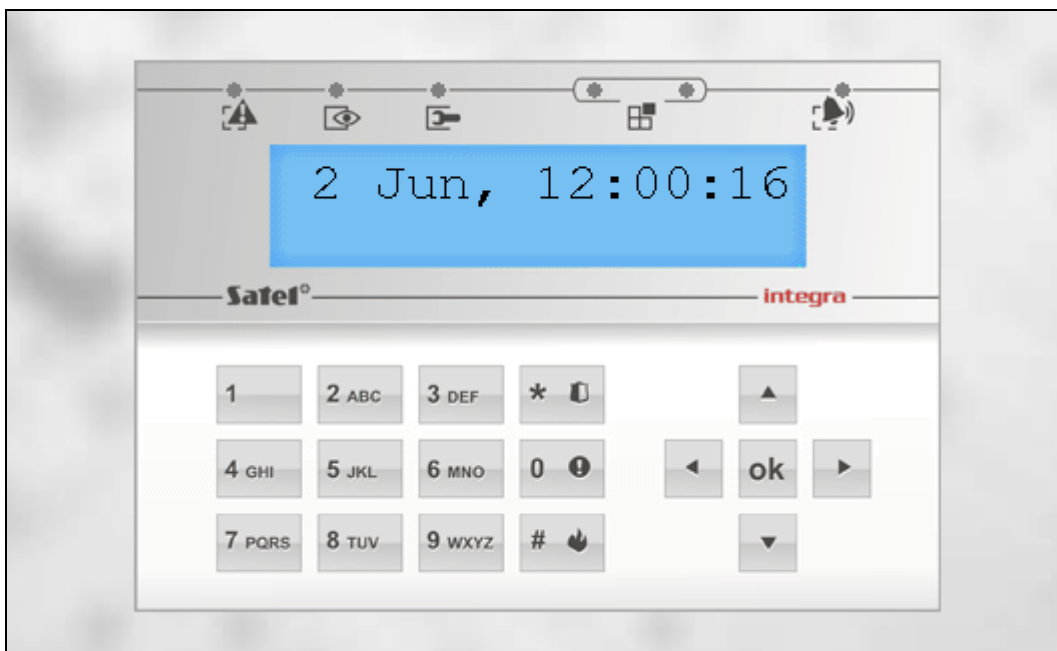 2 Jun, 12:00:16
Satel®
integra
1 2 ABC 3 DEF *
4 GHI 5 JKL 6 MNO 0 ok
7 PQRS 8 TUV 9 WXYZ #